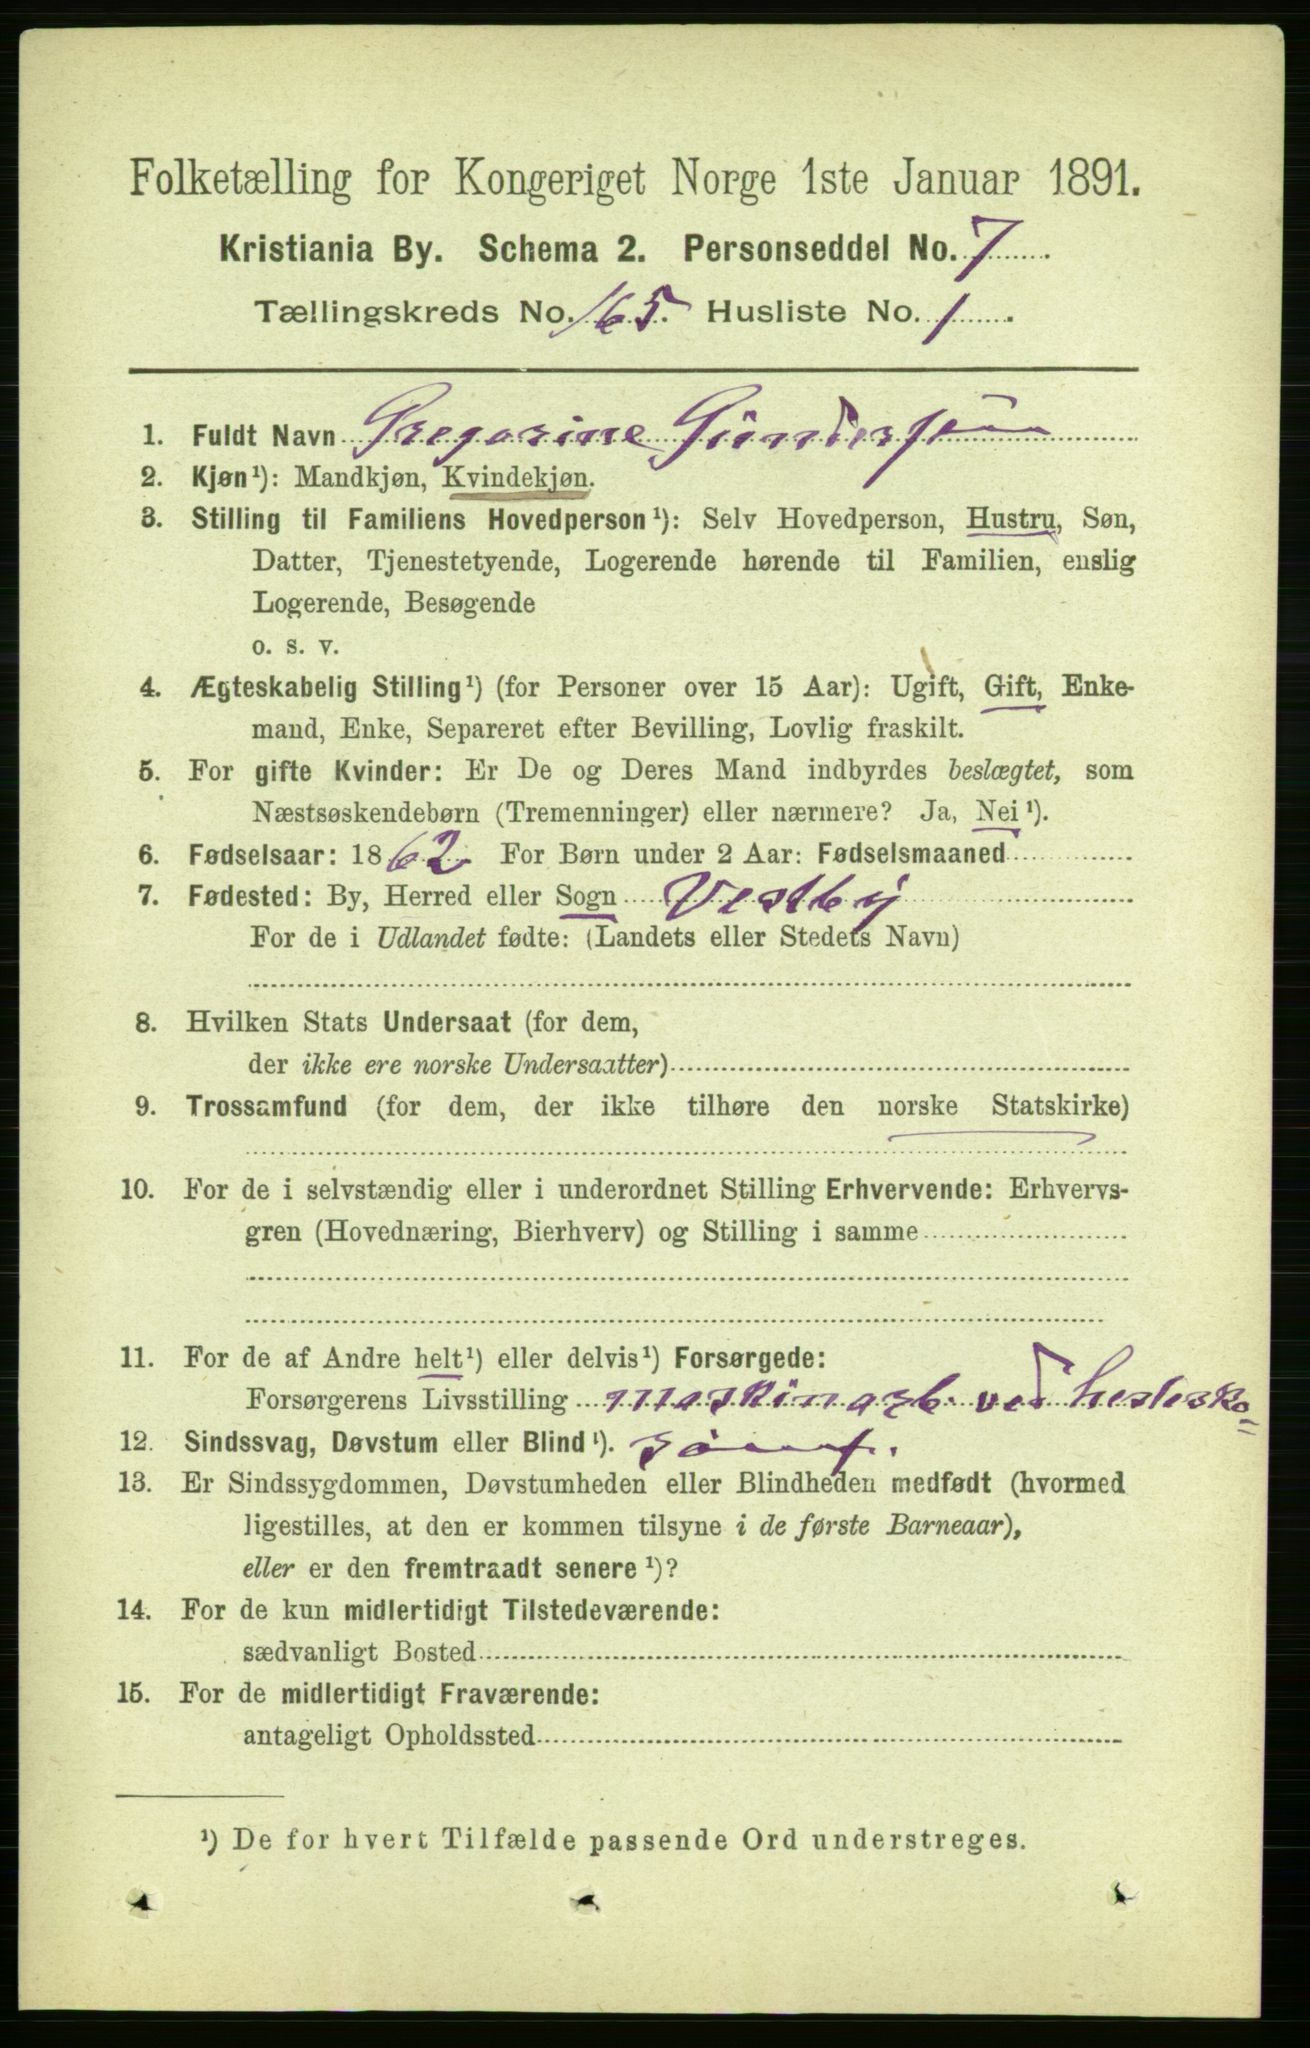 Folketælling for Kongeriget Norge 1ste Januar 1891.
Kristiania By. Schema 2. Personseddel No. 7
Tællingskreds No. 165. Husliste No. 1
1. Fuldt Navn Gregorine Gundersen
2. Kjøn¹): Mandkjøn, Kvindekjøn.
3. Stilling til Familiens Hovedperson¹): Selv Hovedperson, Hustru, Søn,
Datter, Tjenestetyende, Logerende hørende til Familien, enslig
Logerende, Besøgende
o. s. v.
4. Ægteskabelig Stilling¹) (for Personer over 15 Aar): Ugift, Gift, Enke-
mand, Enke, Separeret efter Bevilling, Lovlig fraskilt.
5. For gifte Kvinder: Er De og Deres Mand indbyrdes beslægtet, som
Næstsøskendebørn (Tremenninger) eller nærmere? Ja, Nei¹).
6. Fødselsaar: 1862 For Børn under 2 Aar: Fødselsmaaned
7. Fødested: By, Herred eller Sogn Vestby
For de i Udlandet fødte: (Landets eller Stedets Navn)
8. Hvilken Stats Undersaat (for dem,
der ikke ere norske Undersaatter)
9. Trossamfund (for dem, der ikke tilhøre den norske Statskirke)
10. For de i selvstændig eller i underordnet Stilling Erhvervende: Erhvervs-
gren (Hovednæring, Bierhverv) og Stilling i samme
11. For de af Andre helt¹) eller delvis¹) Forsørgede:
Forsørgerens Livsstilling maskinarb. ved hestesko=
12. Sindssvag, Døvstum eller Blind¹). sömf.
13. Er Sindssygdommen, Døvstumheden eller Blindheden medfødt (hvormed
ligestilles, at den er kommen tilsyne i de første Barneaar),
eller er den fremtraadt senere¹)?
14. For de kun midlertidigt Tilstedeværende:
sædvanligt Bosted
15. For de midlertidigt Fraværende:
antageligt Opholdssted
¹) De for hvert Tilfælde passende Ord understreges.